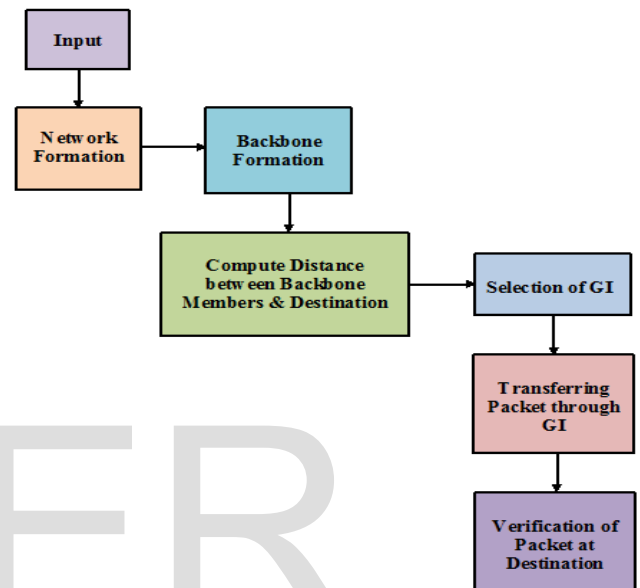 Input
Network
Formation
Backbone
Formation
Compute Distance
between Backbone
Members & Destination
Selection of GI
Transferring
Packet through
GI
Verification of
Packet at
Destination
ER